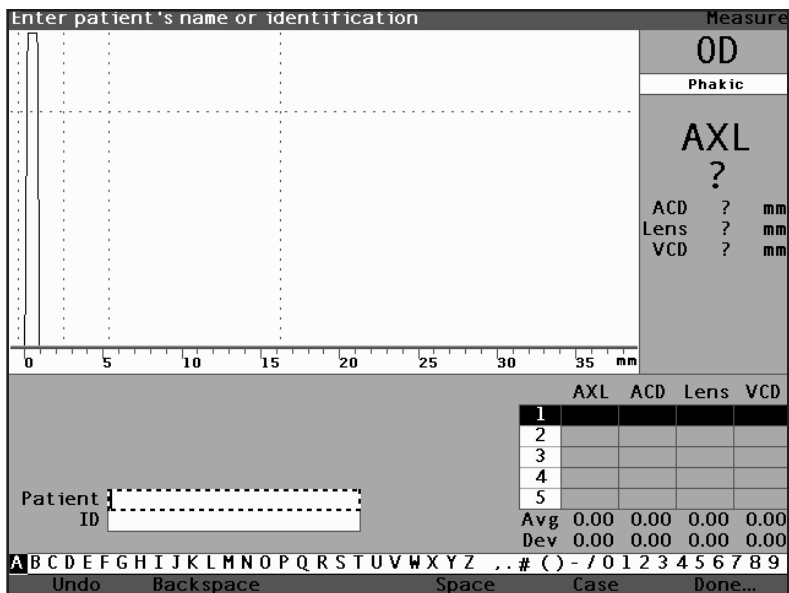 Enter patient's name or identification Measure
OD
Phakic
AXL
?
ACD ? mm
Lens ? mm
VCD ? mm
0 5 10 15 20 25 30 35 mm
AXL ACD Lens VCD
1
2
3
4
5
Patient
ID
Avg 0.00 0.00 0.00 0.00
Dev 0.00 0.00 0.00 0.00
A B C D E F G H I J K L M N O P Q R S T U V W X Y Z , . # ( ) - / 0 1 2 3 4 5 6 7 8 9
Undo Backspace Space Case Done...